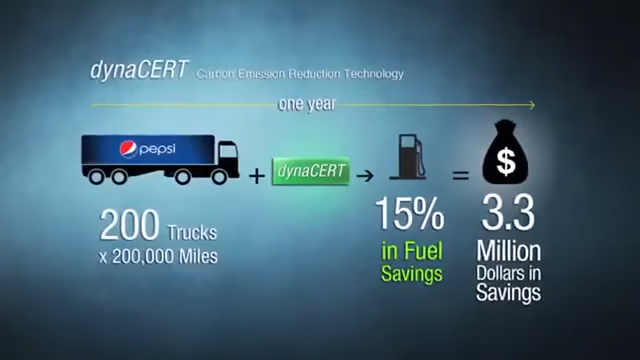 dynaCERT Carbon Emission Reduction Technology
one year
pepsi
+ dynaCERT → = $
200 Trucks
x 200,000 Miles
15%
in Fuel
Savings
3.3
Million
Dollars in
Savings